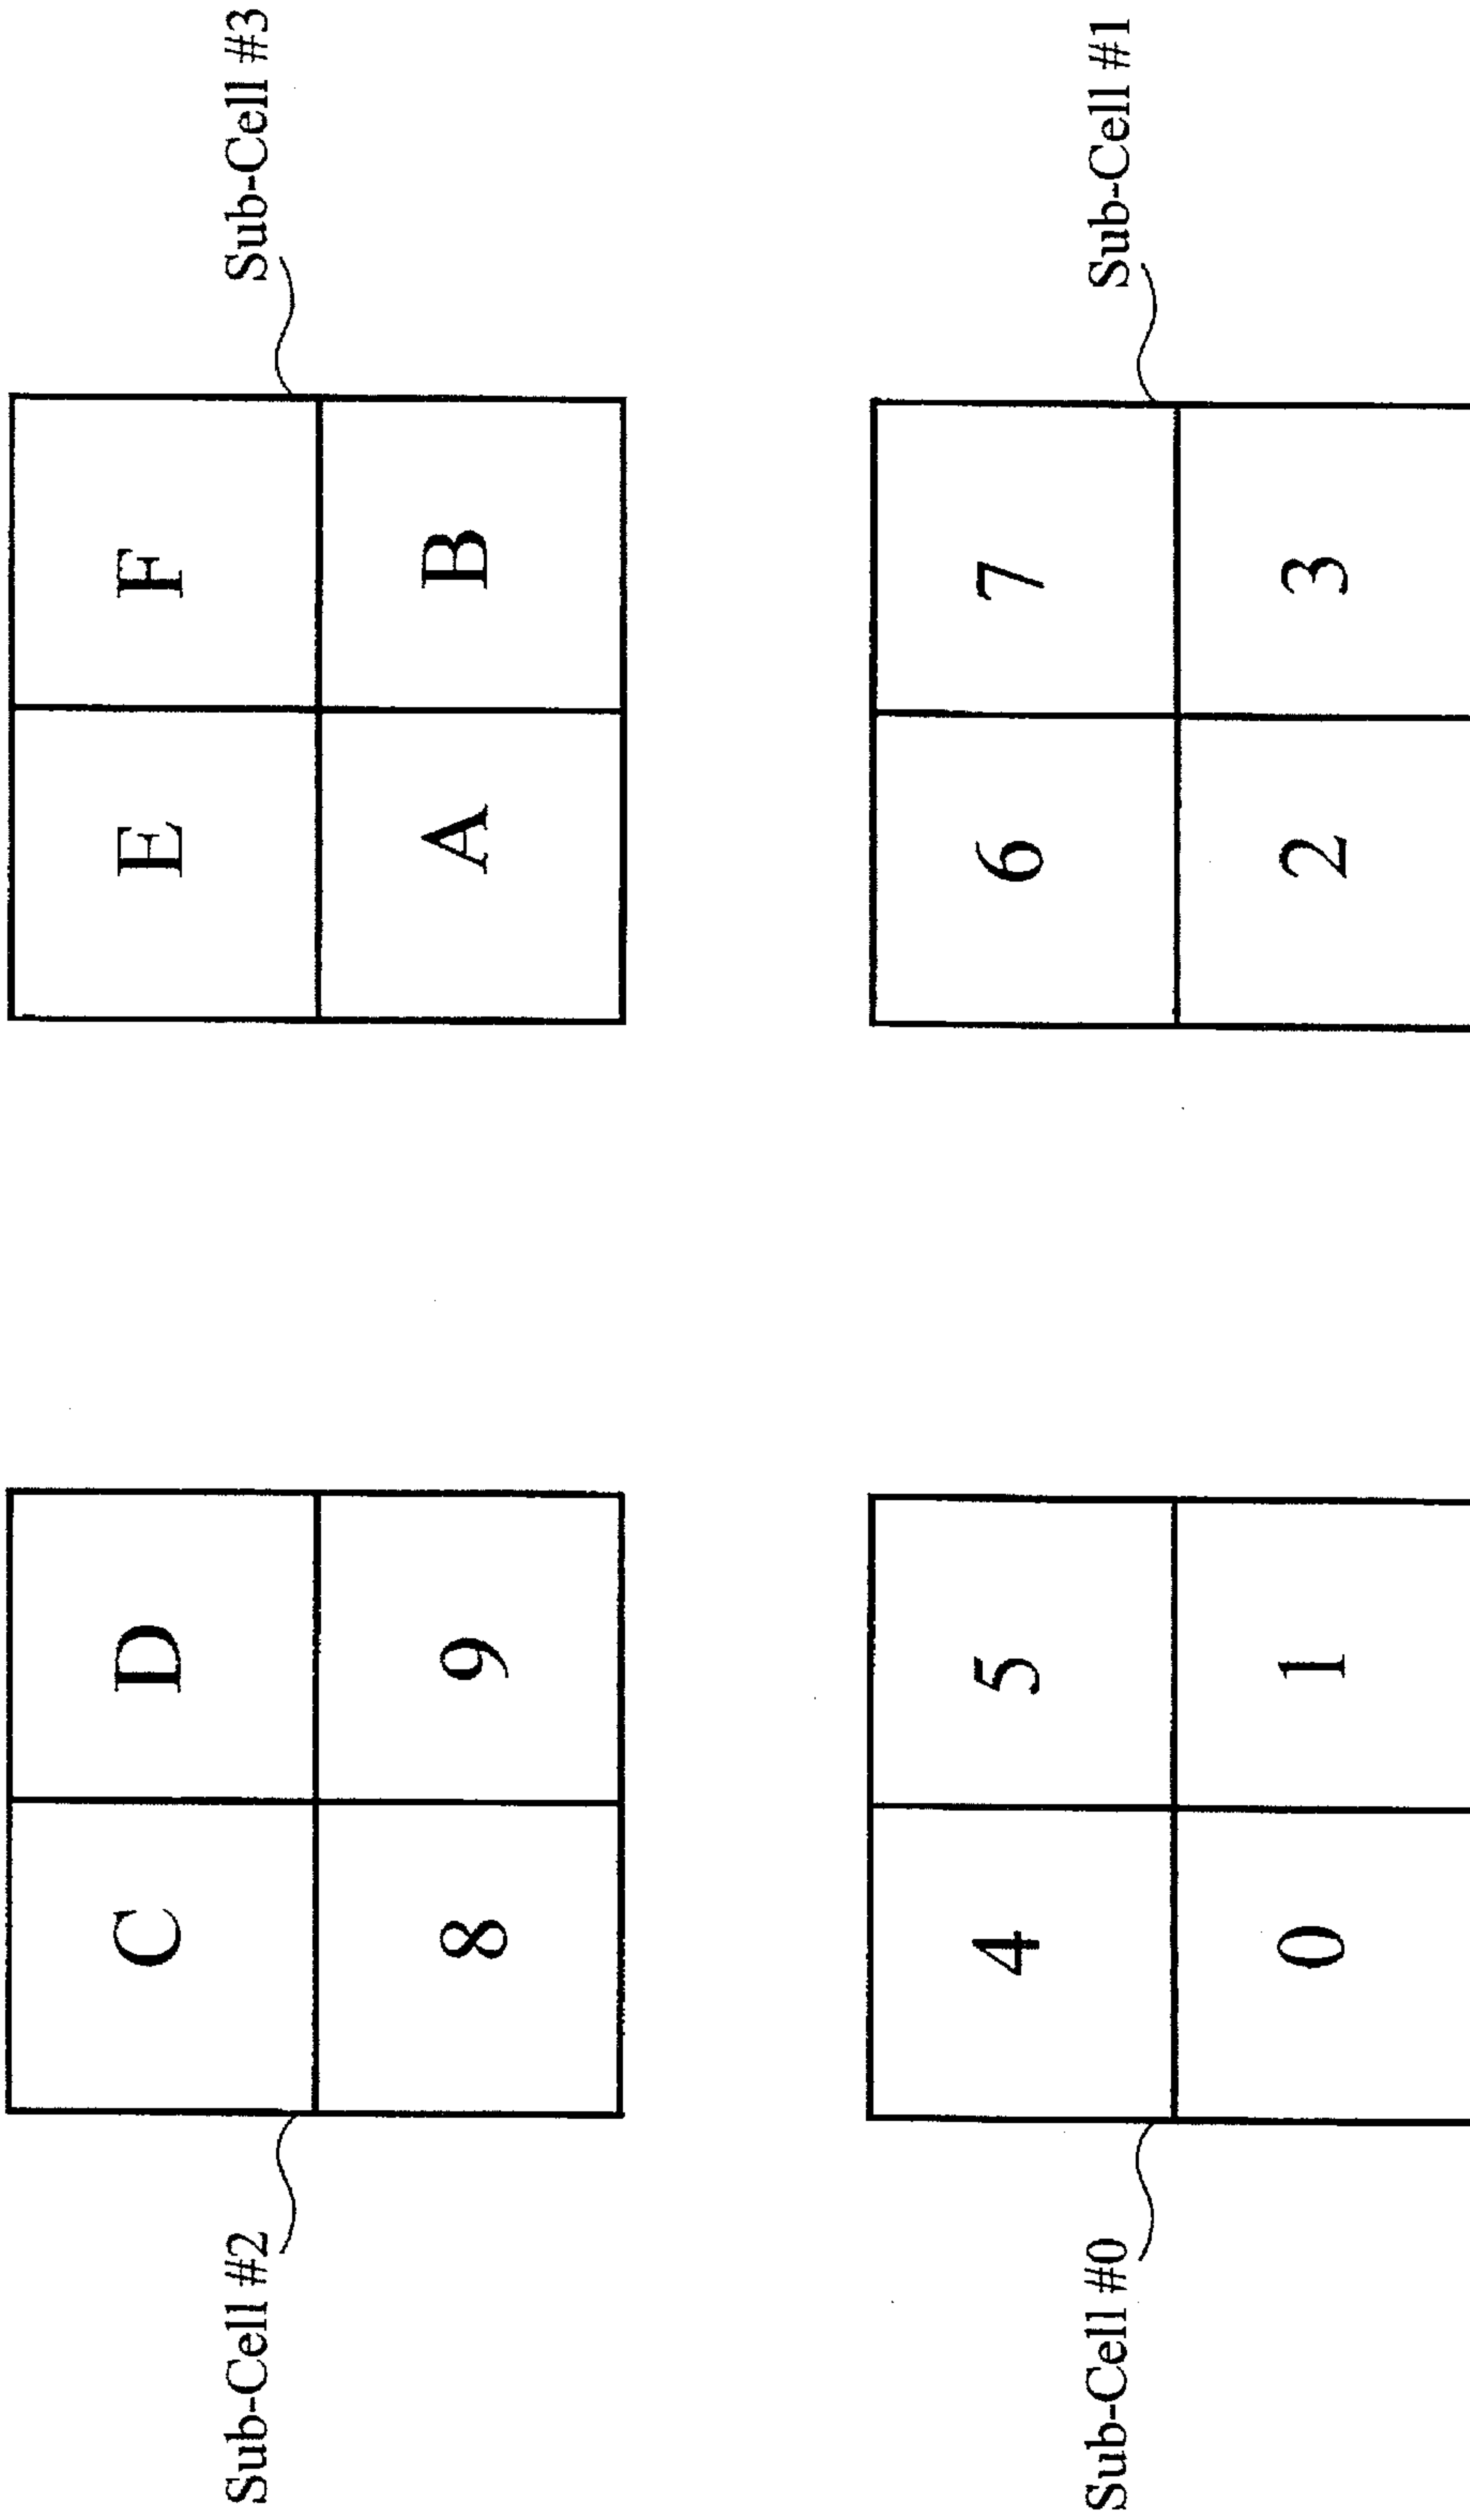 C D E F
Sub-Cell #2 Sub-Cell #3
8 9 A B
4 5 6 7
Sub-Cell #0 Sub-Cell #1
0 1 2 3